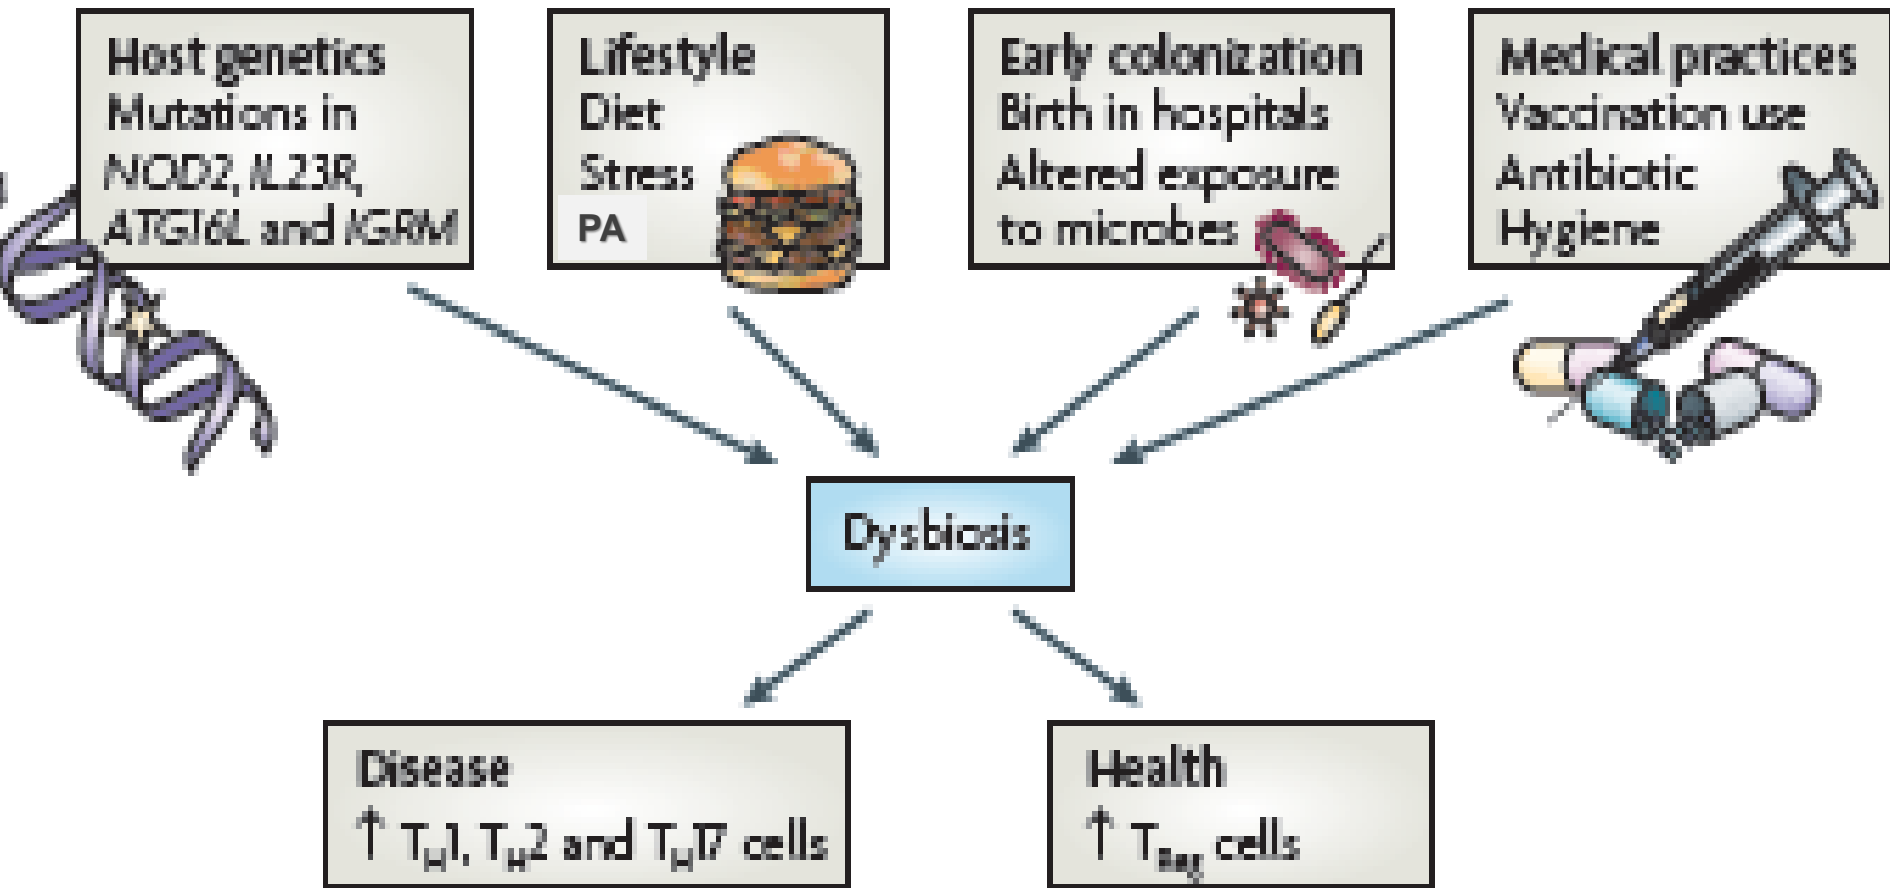 Host genetics
Mutations in
NOD2, IL23R,
ATG16L and IGRM
Lifestyle
Diet
Stress
PA
Early colonization
Birth in hospitals
Altered exposure
to microbes
Medical practices
Vaccination use
Antibiotic
Hygiene
Dysbiosis
Disease
↑ TH1, TH2 and TH17 cells
Health
↑ TReg cells